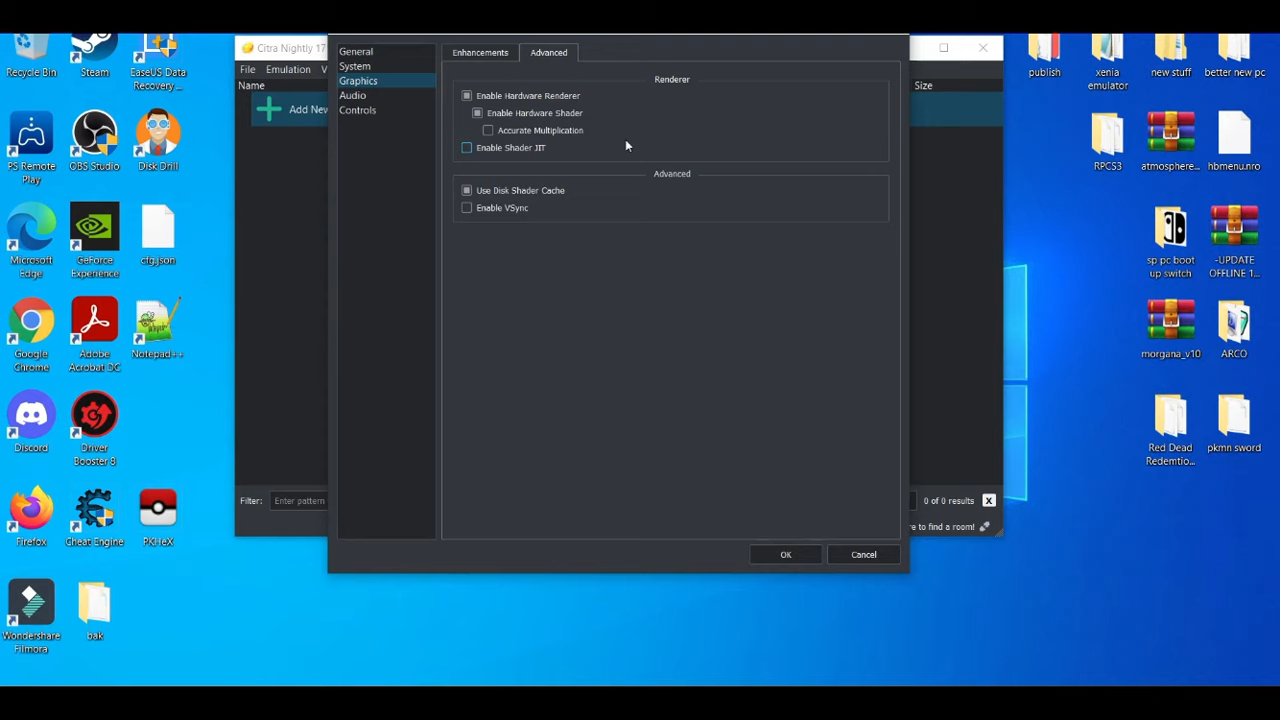 Recycle Bin
Steam
EaseUS Data
Recovery ...
PS Remote
Play
OBS Studio
Disk Drill
Microsoft
Edge
GeForce
Experience
cfg.json
Google
Chrome
Adobe
Acrobat DC
Notepad++
Discord
Driver
Booster 8
Firefox
Cheat Engine
PKHeX
Wondershare
Filmora
bak
Citra Nightly 17
File Emulation V
Name
Size
Add New
Filter:
Enter pattern
0 of 0 results
X
re to find a room!
General
System
Graphics
Audio
Controls
Enhancements
Advanced
Renderer
Enable Hardware Renderer
Enable Hardware Shader
Accurate Multiplication
Enable Shader JIT
Advanced
Use Disk Shader Cache
Enable VSync
OK
Cancel
publish
xenia
emulator
new stuff
better new pc
RPCS3
atmosphere...
hbmenu.nro
sp pc boot
up switch
-UPDATE
OFFLINE 1...
morgana_v10
ARCO
Red Dead
Redemtio...
pkmn sword